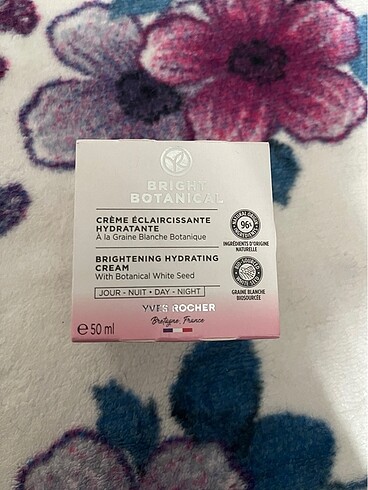 BRIGHT
BOTANICAL
CRÈME ÉCLAIRCISSANTE
HYDRATANTE
À la Graine Blanche Botanique
BRIGHTENING HYDRATING
CREAM
With Botanical White Seed
JOUR - NUIT • DAY - NIGHT
YVES ROCHER
Bretagne, France
e 50 ml
96%
INGRÉDIENTS D'ORIGINE
NATURELLE
GRAINE BLANCHE
BIOSOURCÉE